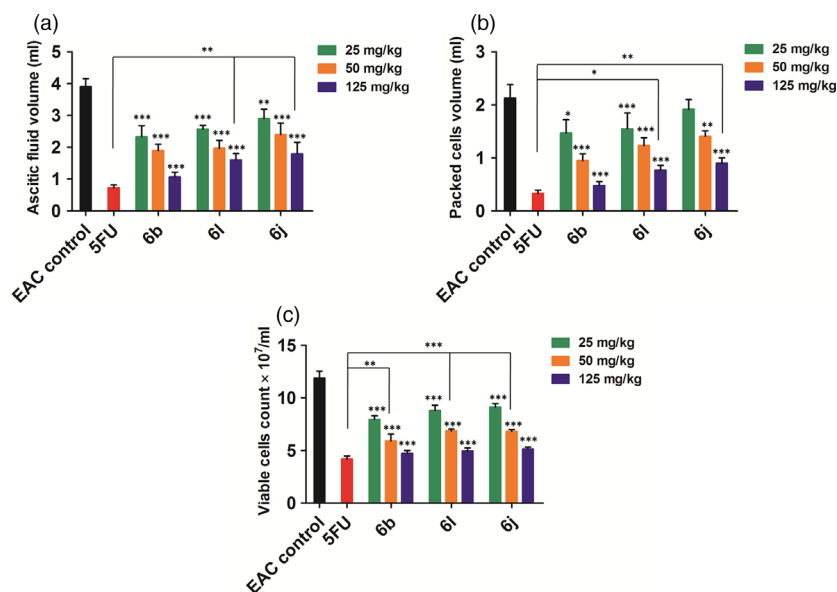 (a)
Ascitic fluid volume (ml)
5
4
3
2
1
0
**
*** *** ***
*** *** ***
** *** ***
25 mg/kg
50 mg/kg
125 mg/kg
EAC control 5FU 6b 6l 6j
(b)
Packed cells volume (ml)
3
2
1
0
**
*
* *** ***
*** *** ***
** ***
25 mg/kg
50 mg/kg
125 mg/kg
EAC control 5FU 6b 6l 6j
(c)
Viable cells count × 10⁷/ml
15
10
5
0
***
**
*** *** ***
*** *** ***
*** *** ***
25 mg/kg
50 mg/kg
125 mg/kg
EAC control 5FU 6b 6l 6j